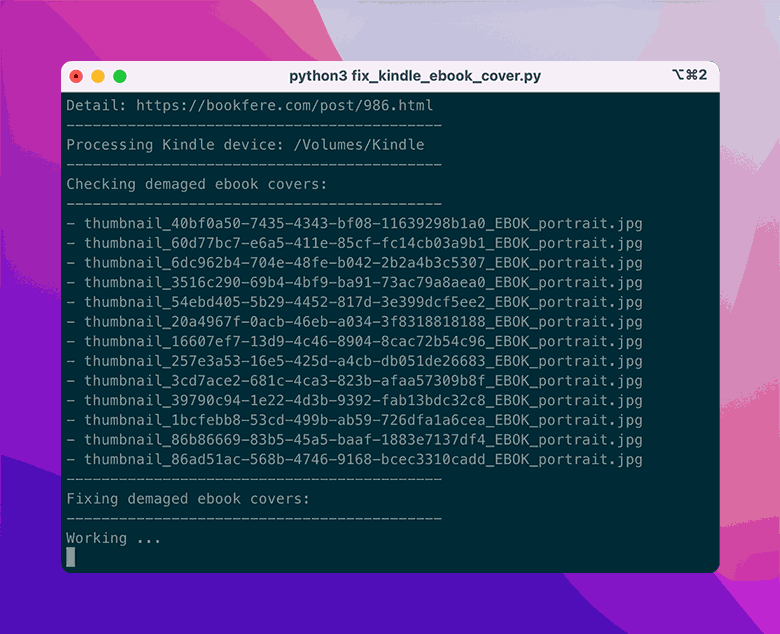 python3 fix_kindle_ebook_cover.py ⌥⌘2
Detail: https://bookfere.com/post/986.html
-------------------------------------------
Processing Kindle device: /Volumes/Kindle
-------------------------------------------
Checking demaged ebook covers:
-------------------------------------------
- thumbnail_40bf0a50-7435-4343-bf08-11639298b1a0_EBOK_portrait.jpg
- thumbnail_60d77bc7-e6a5-411e-85cf-fc14cb03a9b1_EBOK_portrait.jpg
- thumbnail_6dc962b4-704e-48fe-b042-2b2a4b3c5307_EBOK_portrait.jpg
- thumbnail_3516c290-69b4-4bf9-ba91-73ac79a8aea0_EBOK_portrait.jpg
- thumbnail_54ebd405-5b29-4452-817d-3e399dcf5ee2_EBOK_portrait.jpg
- thumbnail_20a4967f-0acb-46eb-a034-3f8318818188_EBOK_portrait.jpg
- thumbnail_16607ef7-13d9-4c46-8904-8cac72b54c96_EBOK_portrait.jpg
- thumbnail_257e3a53-16e5-425d-a4cb-db051de26683_EBOK_portrait.jpg
- thumbnail_3cd7ace2-681c-4ca3-823b-afaa57309b8f_EBOK_portrait.jpg
- thumbnail_39790c94-1e22-4d3b-9392-fab13bdc32c8_EBOK_portrait.jpg
- thumbnail_1bcfebb8-53cd-499b-ab59-726dfa1a6cea_EBOK_portrait.jpg
- thumbnail_86b86669-83b5-45a5-baaf-1883e7137df4_EBOK_portrait.jpg
- thumbnail_86ad51ac-568b-4746-9168-bcec3310cadd_EBOK_portrait.jpg
-------------------------------------------
Fixing demaged ebook covers:
-------------------------------------------
Working ...